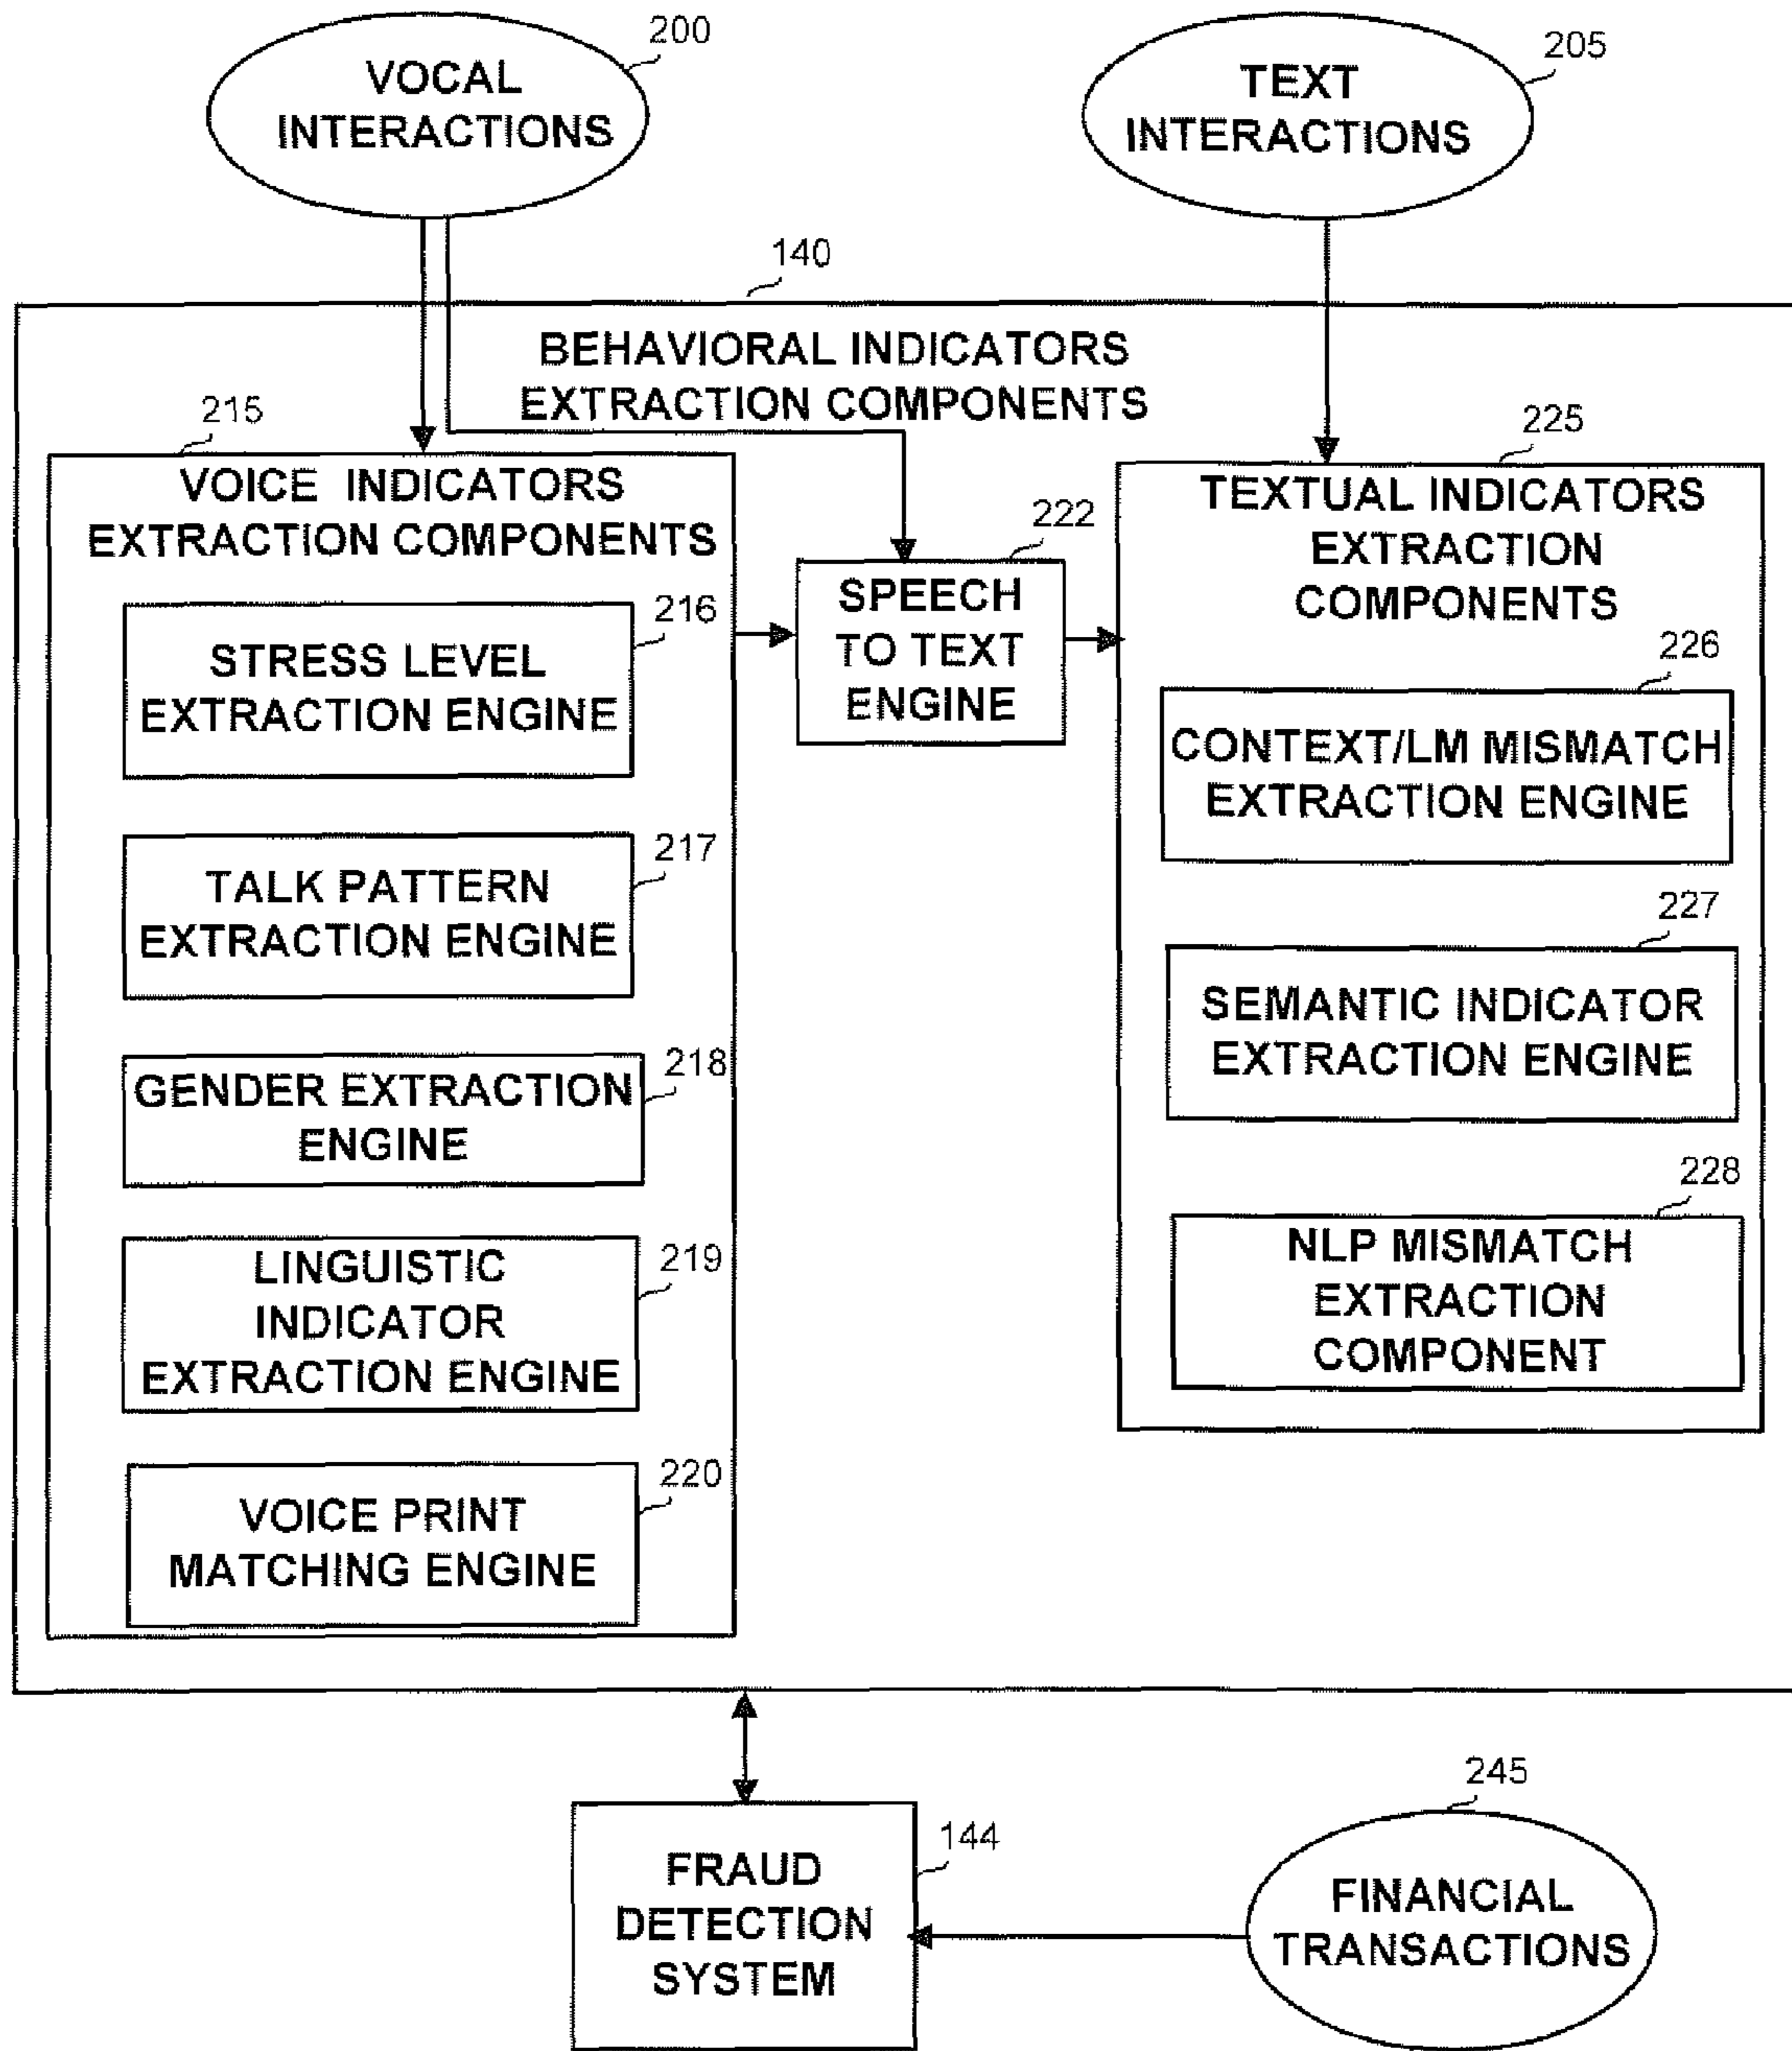 200
VOCAL
INTERACTIONS
205
TEXT
INTERACTIONS
140
BEHAVIORAL INDICATORS
EXTRACTION COMPONENTS
215
VOICE INDICATORS
EXTRACTION COMPONENTS
216
STRESS LEVEL
EXTRACTION ENGINE
217
TALK PATTERN
EXTRACTION ENGINE
218
GENDER EXTRACTION
ENGINE
219
LINGUISTIC
INDICATOR
EXTRACTION ENGINE
220
VOICE PRINT
MATCHING ENGINE
222
SPEECH
TO TEXT
ENGINE
225
TEXTUAL INDICATORS
EXTRACTION
COMPONENTS
226
CONTEXT/LM MISMATCH
EXTRACTION ENGINE
227
SEMANTIC INDICATOR
EXTRACTION ENGINE
228
NLP MISMATCH
EXTRACTION
COMPONENT
144
FRAUD
DETECTION
SYSTEM
245
FINANCIAL
TRANSACTIONS